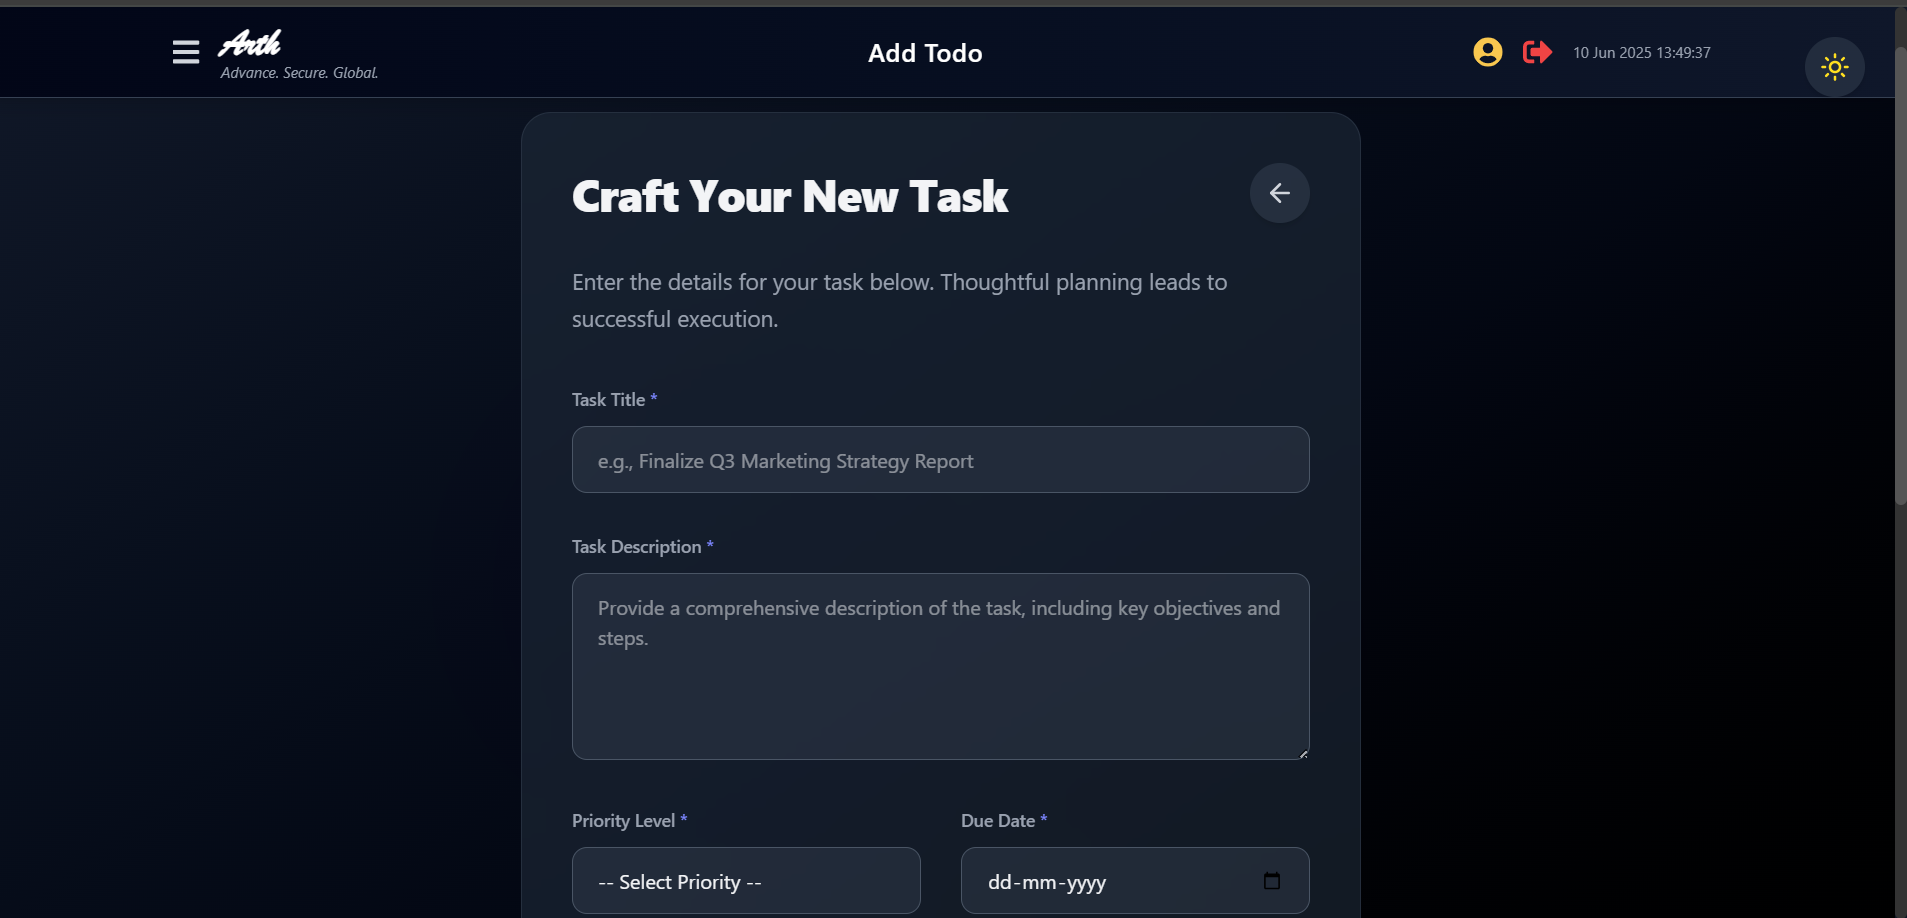 Arth
Advance. Secure. Global.
Add Todo
10 Jun 2025 13:49:37
Craft Your New Task
Enter the details for your task below. Thoughtful planning leads to
successful execution.
Task Title *
e.g., Finalize Q3 Marketing Strategy Report
Task Description *
Provide a comprehensive description of the task, including key objectives and
steps.
Priority Level *
Due Date *
-- Select Priority --
dd-mm-yyyy